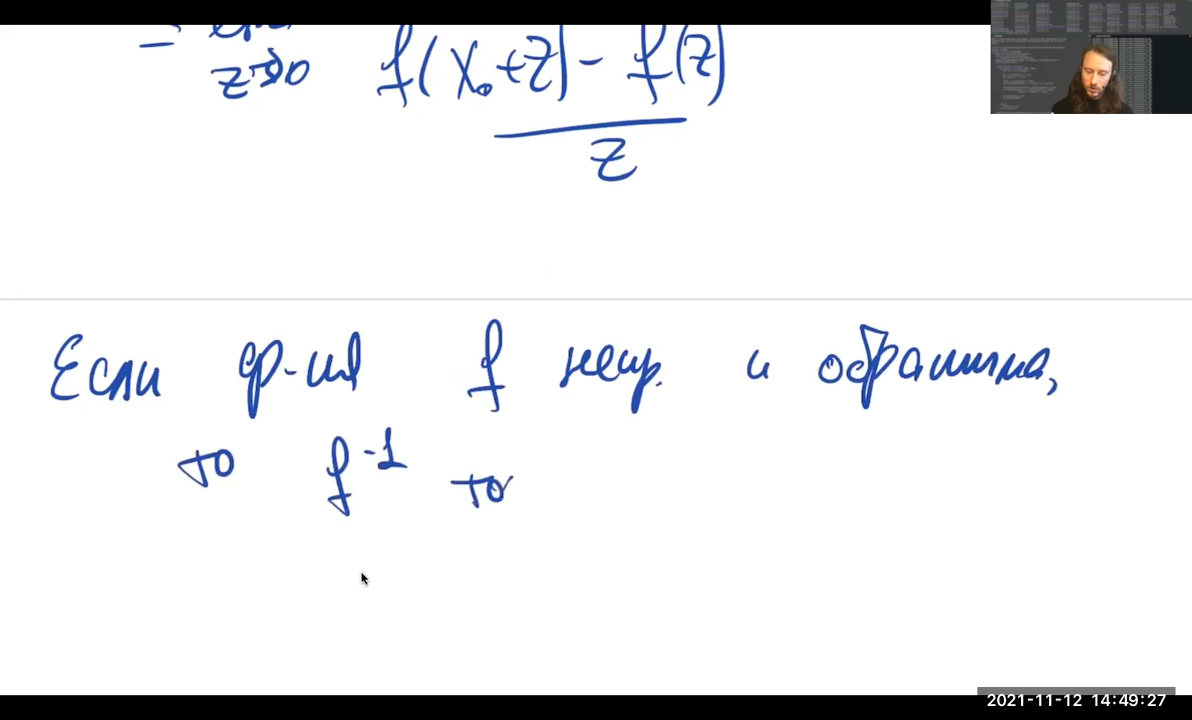 =
z→0 f(x₀+z) - f(z)
z
Если ф-ия f непр. и обратима,
то f⁻¹ то
2021-11-12 14:49:27